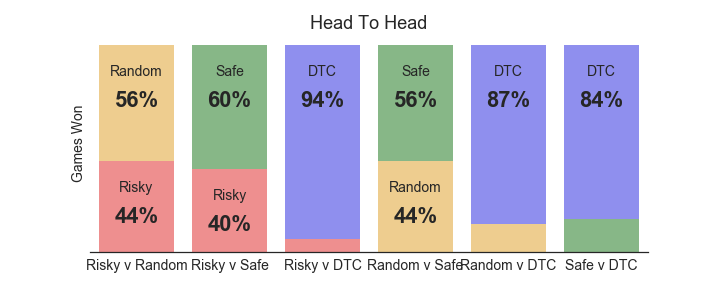 Head To Head
Games Won
Random
56%
Risky
44%
Safe
60%
Risky
40%
DTC
94%
Safe
56%
Random
44%
DTC
87%
DTC
84%
Risky v Random
Risky v Safe
Risky v DTC
Random v Safe
Random v DTC
Safe v DTC